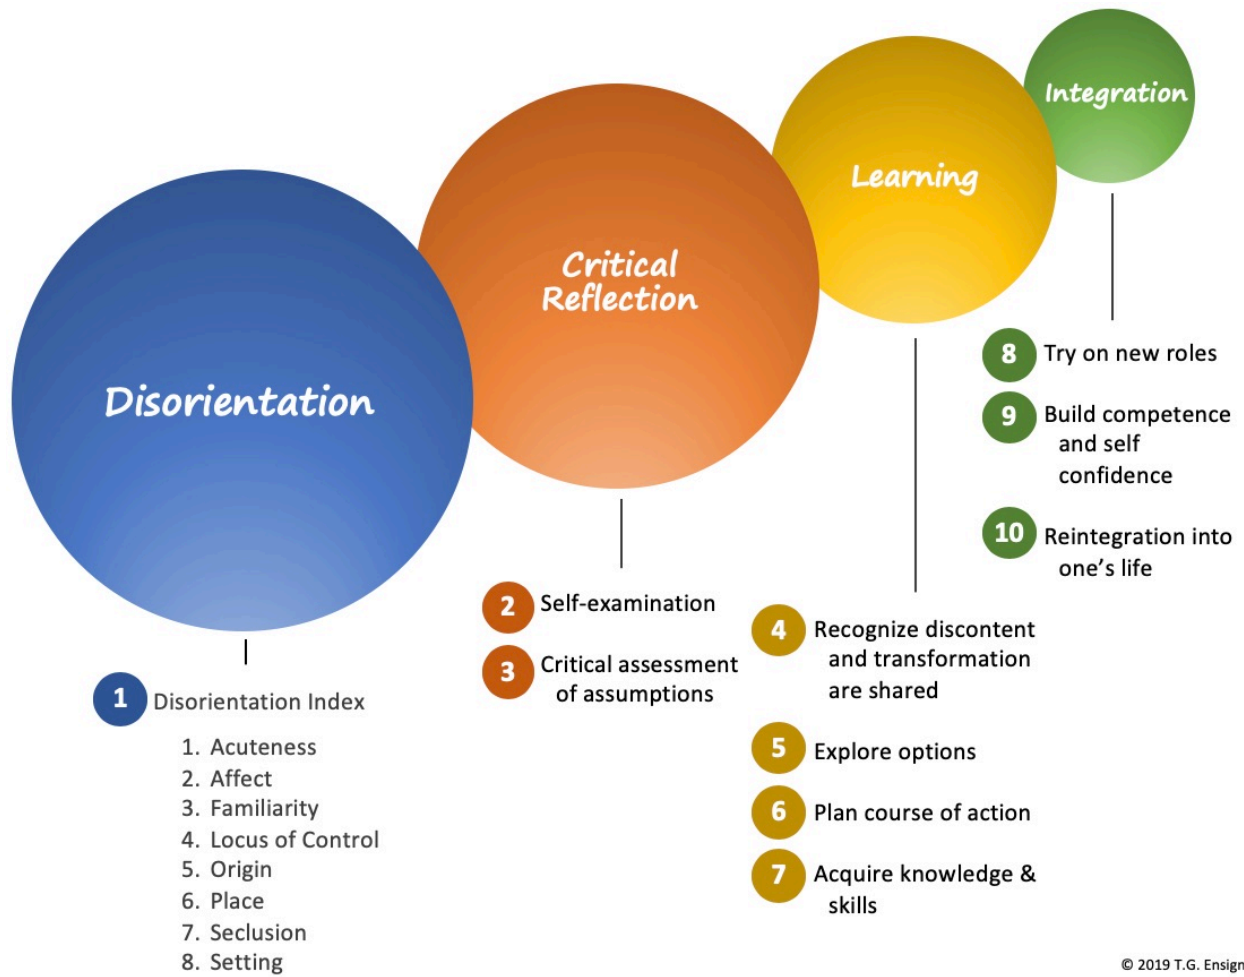 Disorientation
1 Disorientation Index
1. Acuteness
2. Affect
3. Familiarity
4. Locus of Control
5. Origin
6. Place
7. Seclusion
8. Setting
Critical
Reflection
2 Self-examination
3 Critical assessment
of assumptions
Learning
4 Recognize discontent
and transformation
are shared
5 Explore options
6 Plan course of action
7 Acquire knowledge &
skills
Integration
8 Try on new roles
9 Build competence
and self
confidence
10 Reintegration into
one's life
© 2019 T.G. Ensign